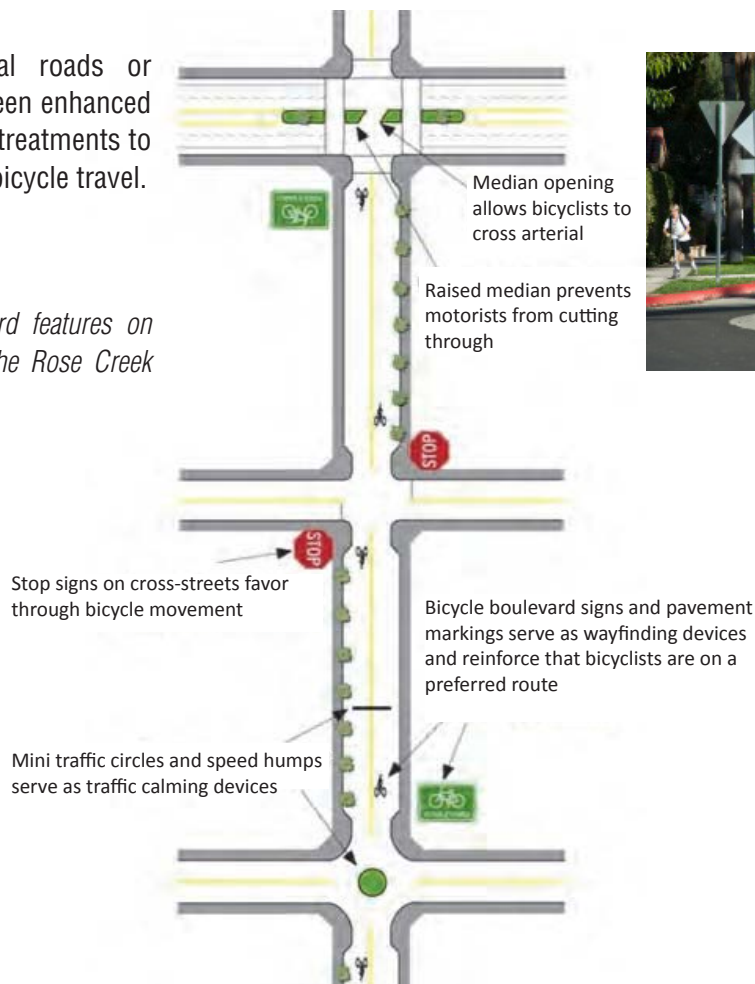 al roads or
een enhanced
treatments to
bicycle travel.
rd features on
he Rose Creek
Median opening
allows bicyclists to
cross arterial
Raised median prevents
motorists from cutting
through
STOP
STOP
Stop signs on cross-streets favor
through bicycle movement
Bicycle boulevard signs and pavement
markings serve as wayfinding devices
and reinforce that bicyclists are on a
preferred route
Mini traffic circles and speed humps
serve as traffic calming devices